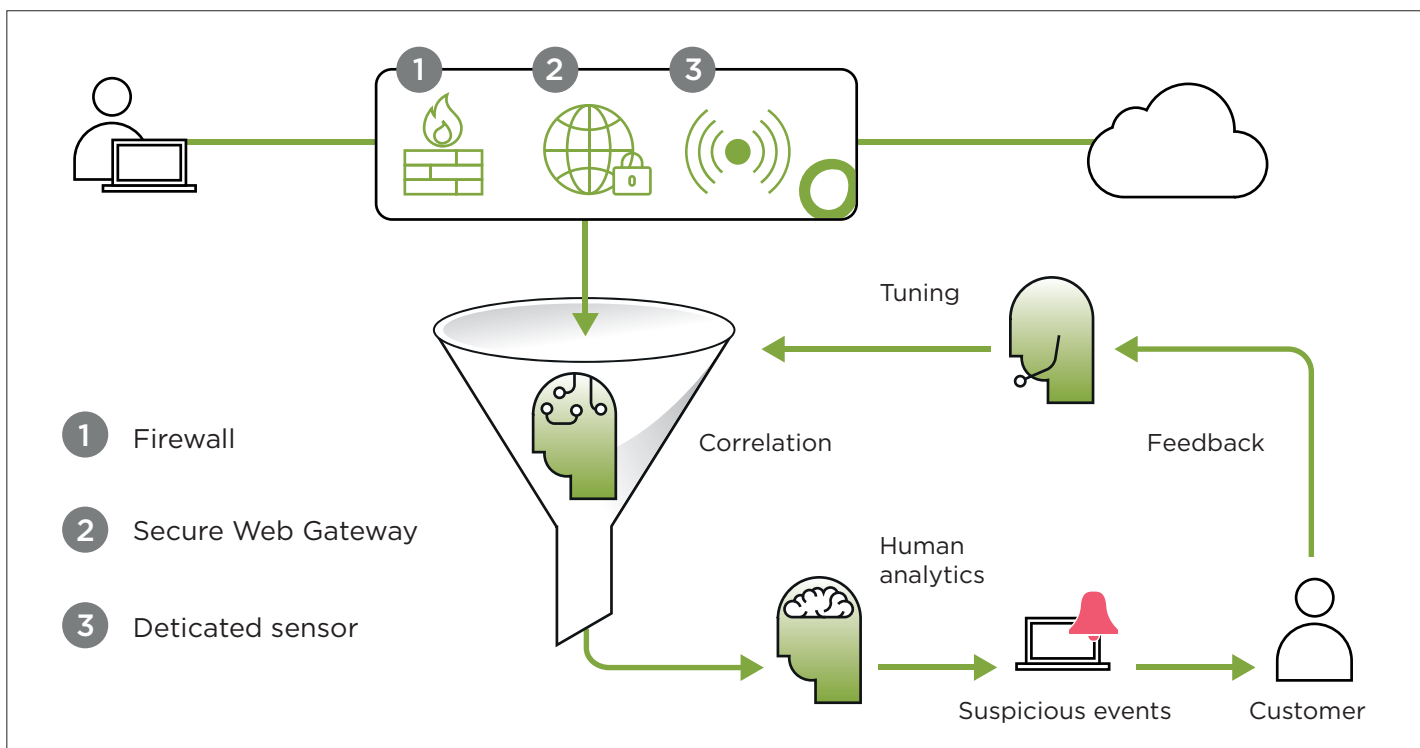 1
2
3
Tuning
Correlation
Feedback
1 Firewall
2 Secure Web Gateway
3 Deticated sensor
Human
analytics
Suspicious events
Customer